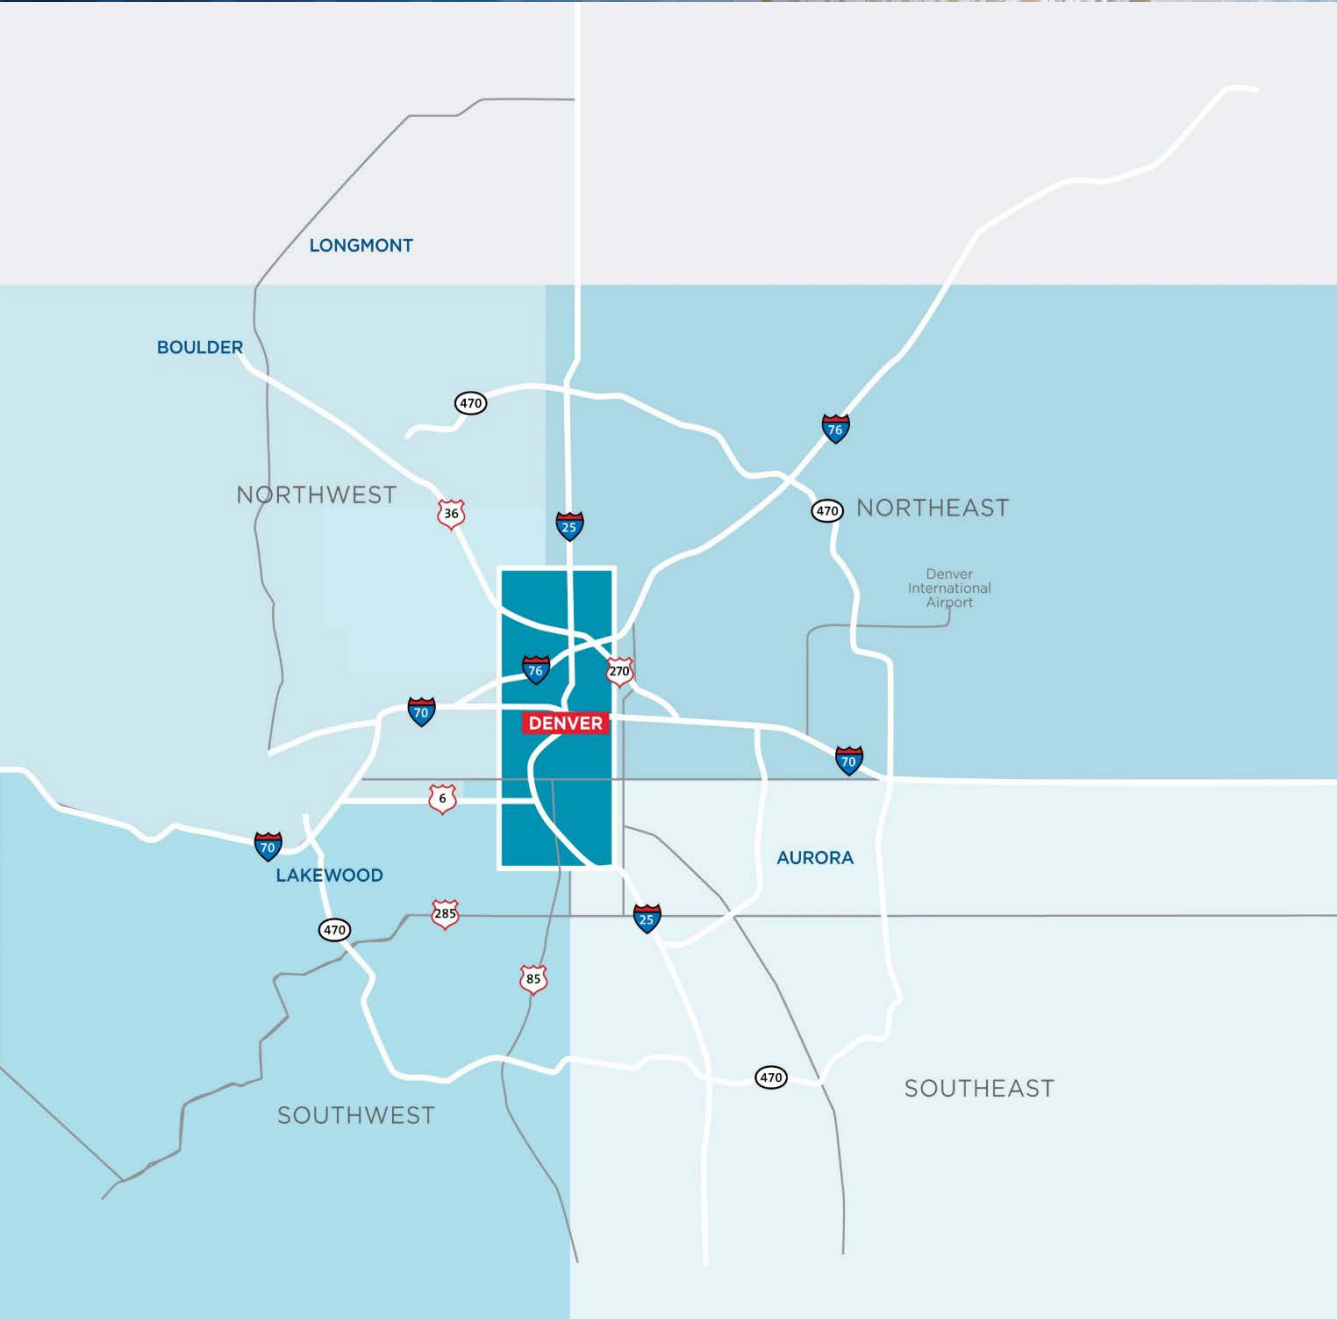 LONGMONT
BOULDER
470
76
NORTHWEST
36
25
470
NORTHEAST
Denver
International
Airport
76
270
70
DENVER
70
6
70
LAKEWOOD
AURORA
285
25
470
85
470
SOUTHEAST
SOUTHWEST